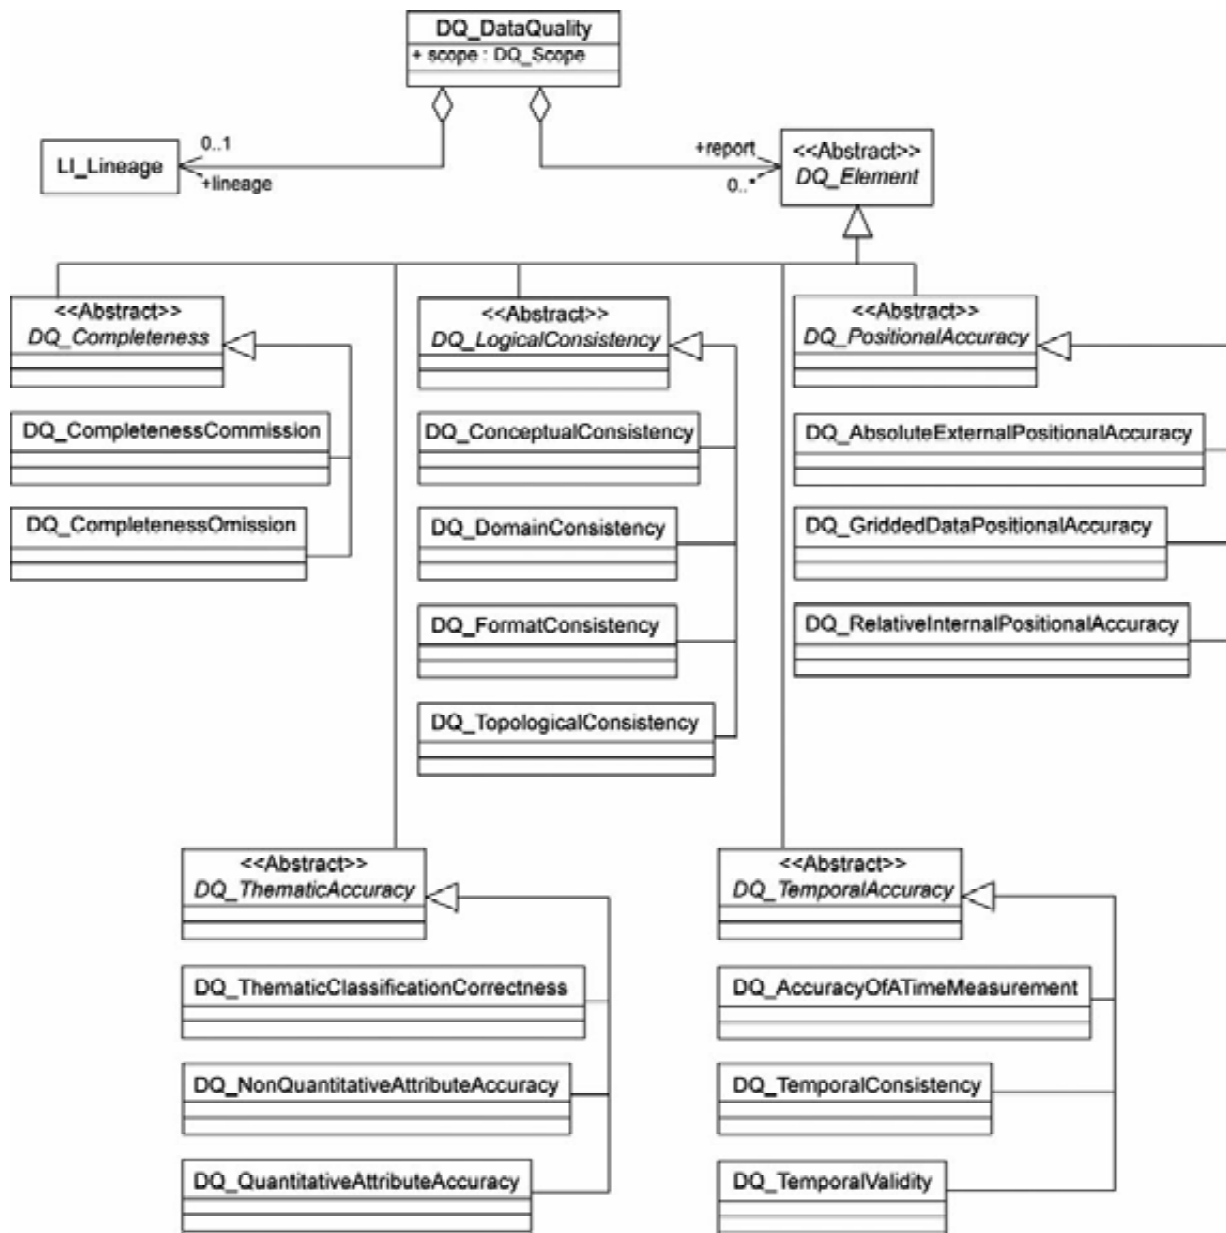 DQ_DataQuality
+ scope : DQ_Scope
0..1
LI_Lineage
+lineage
+report
0..*
<<Abstract>>
DQ_Element
<<Abstract>>
DQ_Completeness
<<Abstract>>
DQ_LogicalConsistency
<<Abstract>>
DQ_PositionalAccuracy
DQ_CompletenessCommission
DQ_ConceptualConsistency
DQ_AbsoluteExternalPositionalAccuracy
DQ_CompletenessOmission
DQ_DomainConsistency
DQ_GriddedDataPositionalAccuracy
DQ_FormatConsistency
DQ_RelativeInternalPositionalAccuracy
DQ_TopologicalConsistency
<<Abstract>>
DQ_ThematicAccuracy
<<Abstract>>
DQ_TemporalAccuracy
DQ_ThematicClassificationCorrectness
DQ_AccuracyOfATimeMeasurement
DQ_NonQuantitativeAttributeAccuracy
DQ_TemporalConsistency
DQ_QuantitativeAttributeAccuracy
DQ_TemporalValidity